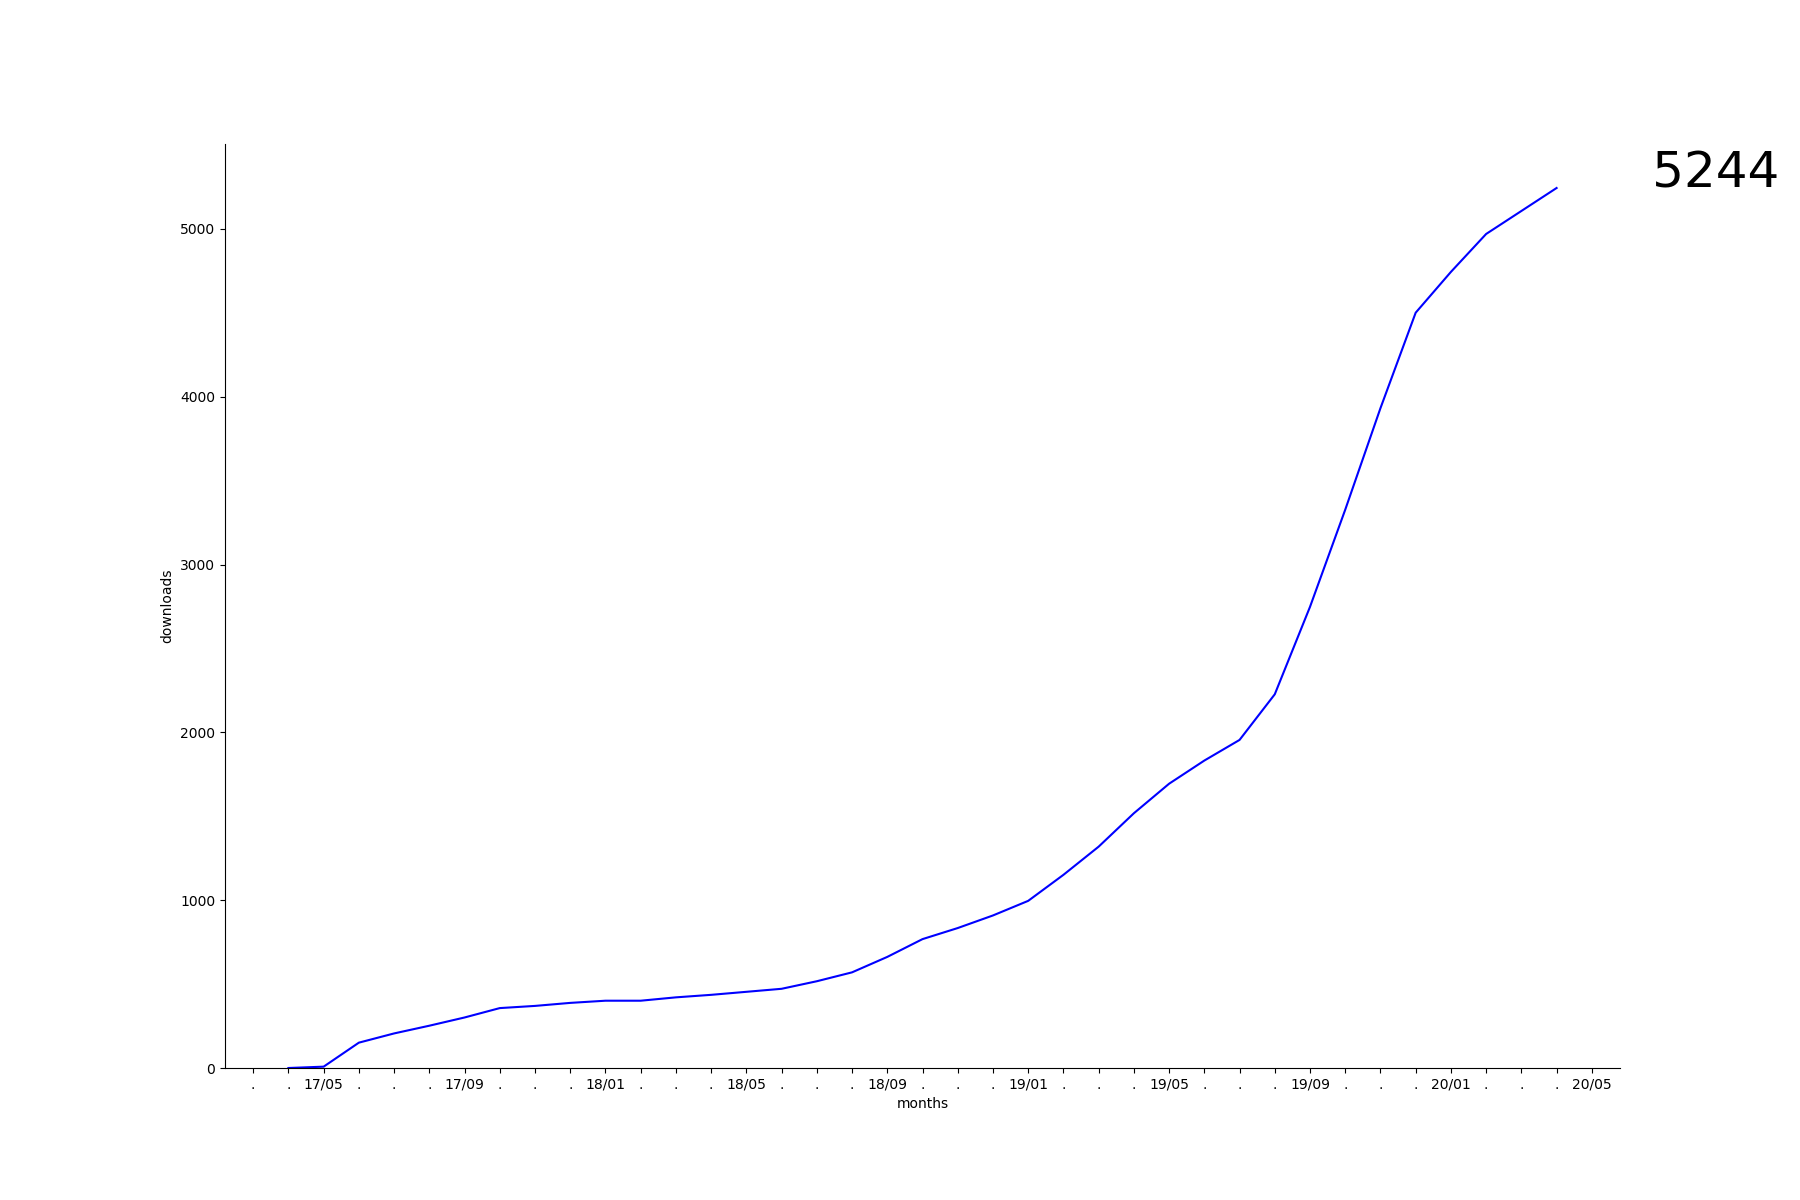 5244
5000
4000
3000
2000
1000
0
downloads
. . 17/05 . . . 17/09 . . . 18/01 . . . 18/05 . . . 18/09 . . . 19/01 . . . 19/05 . . . 19/09 . . . 20/01 . . . 20/05
months